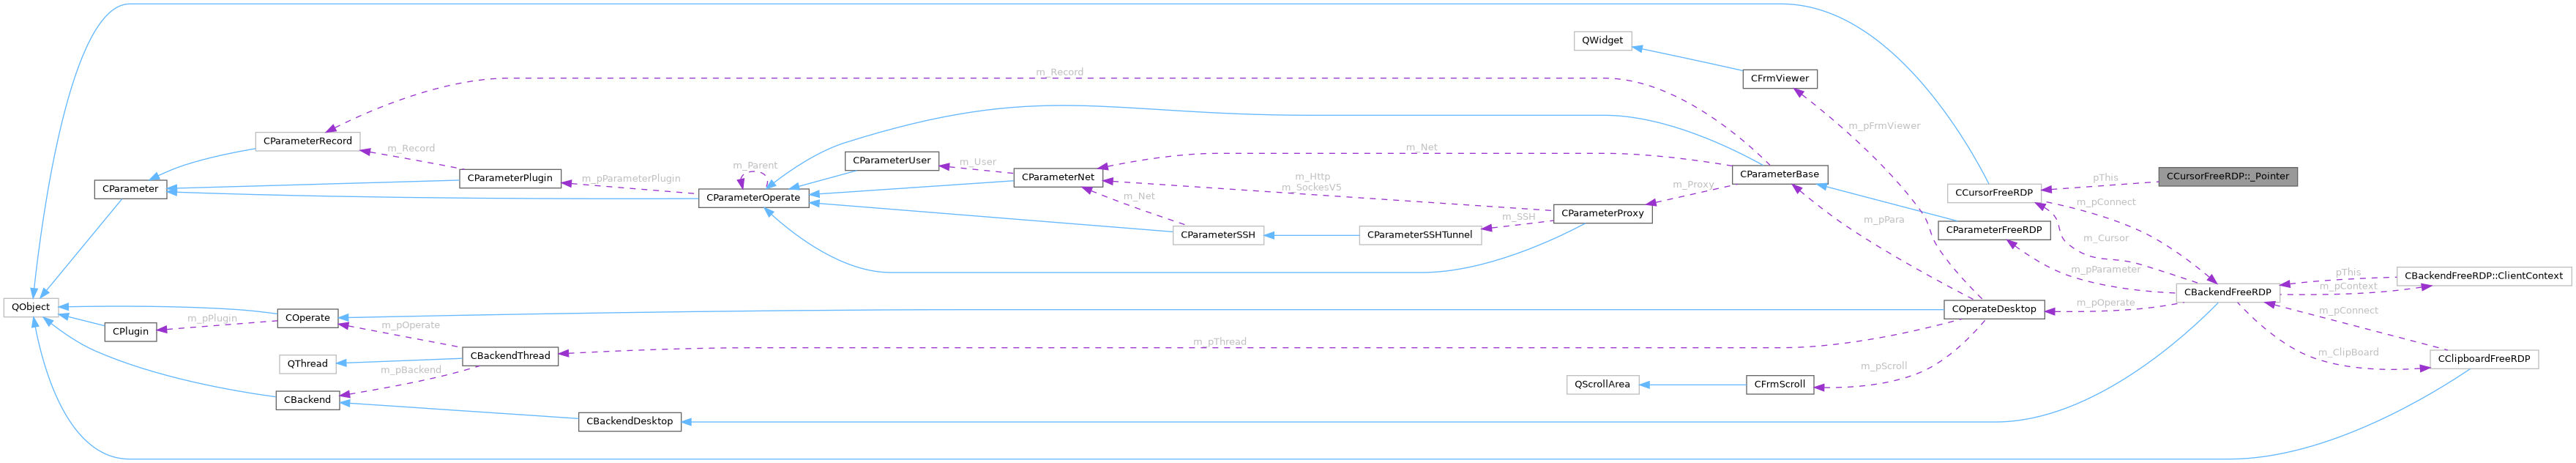 QWidget
m_Record
CFrmViewer
m_pFrmViewer
CParameterRecord
m_Record
m_Net
CParameterUser
m_User
m_Parent
CParameterBase
CCursorFreeRDP::_Pointer
pThis
CParameterPlugin
m_pParameterPlugin
CParameterNet
m_Http
m_SockesV5
m_Proxy
CParameter
CParameterOperate
m_Net
CCursorFreeRDP
m_pConnect
CParameterProxy
m_SSH
m_pPara
CParameterSSH
CParameterSSHTunnel
CParameterFreeRDP
m_Cursor
m_pParameter
pThis
CBackendFreeRDP::ClientContext
m_pContext
CBackendFreeRDP
QObject
m_pPlugin
COperate
COperateDesktop
m_pOperate
m_pConnect
CPlugin
m_pOperate
m_pThread
CBackendThread
QThread
m_pBackend
m_pScroll
m_ClipBoard
CClipboardFreeRDP
QScrollArea
CFrmScroll
CBackend
CBackendDesktop